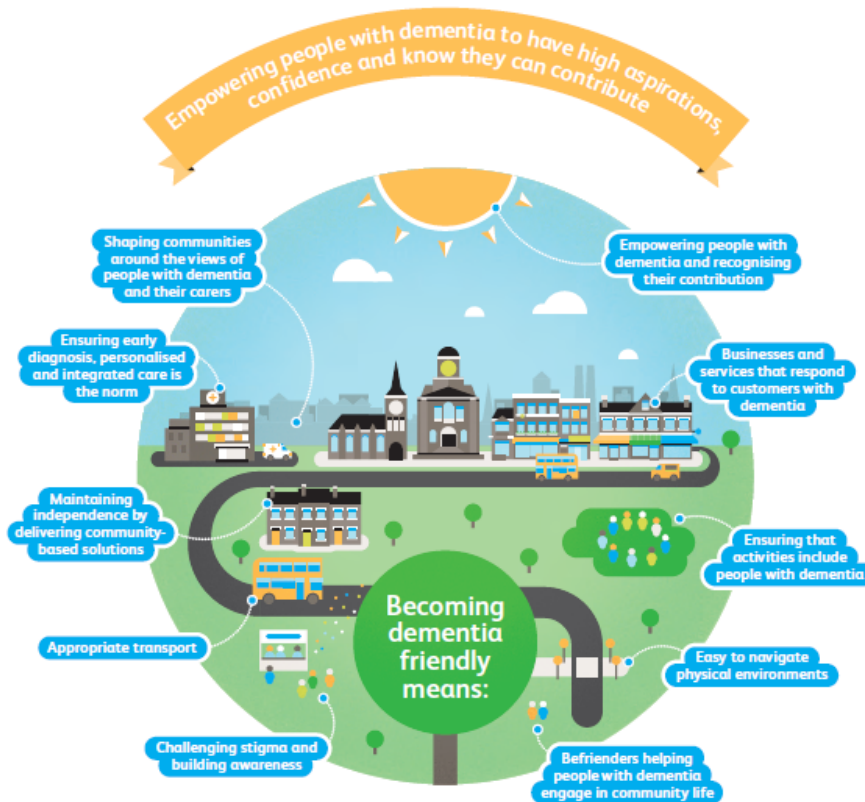 Empowering people with dementia to have high aspirations,
confidence and know they can contribute
Shaping communities
around the views of
people with dementia
and their carers
Empowering people with
dementia and recognising
their contribution
Ensuring early
diagnosis, personalised
and integrated care is
the norm
Businesses and
services that respond
to customers with
dementia
Maintaining
independence by
delivering community-
based solutions
Ensuring that
activities include
people with dementia
Becoming
dementia
friendly
means:
Appropriate transport
Easy to navigate
physical environments
Challenging stigma and
building awareness
Befrienders helping
people with dementia
engage in community life